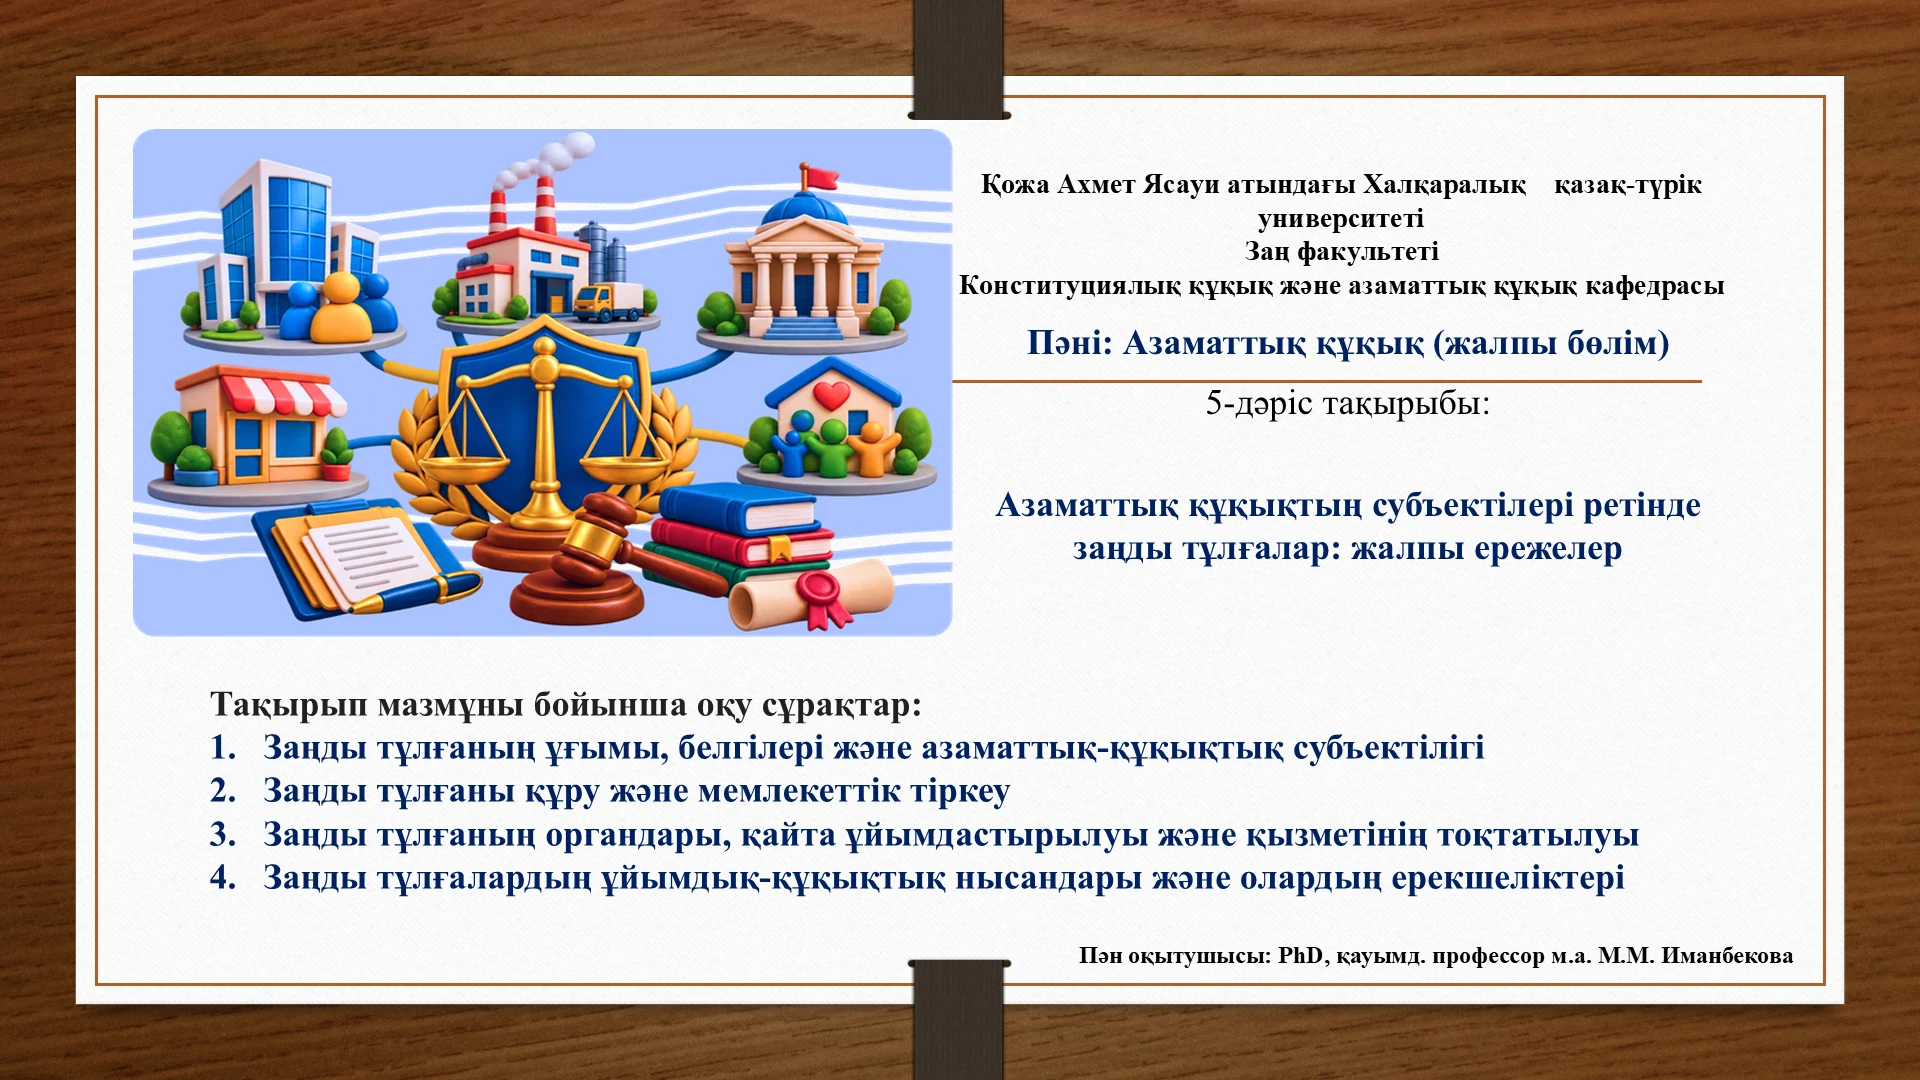 Қожа Ахмет Ясауи атындағы Халқаралық қазақ-түрік
университеті
Заң факультеті
Конституциялық құқық және азаматтық құқық кафедрасы
Пәні: Азаматтық құқық (жалпы бөлім)
5-дәріс тақырыбы:
Азаматтық құқықтың субъектілері ретінде
заңды тұлғалар: жалпы ережелер
Тақырып мазмұны бойынша оқу сұрақтар:
1. Заңды тұлғаның ұғымы, белгілері және азаматтық-құқықтық субъектілігі
2. Заңды тұлғаны құру және мемлекеттік тіркеу
3. Заңды тұлғаның органдары, қайта ұйымдастырылуы және қызметінің тоқтатылуы
4. Заңды тұлғалардың ұйымдық-құқықтық нысандары және олардың ерекшеліктері
Пән оқытушысы: PhD, қауымд. профессор м.а. М.М. Иманбекова